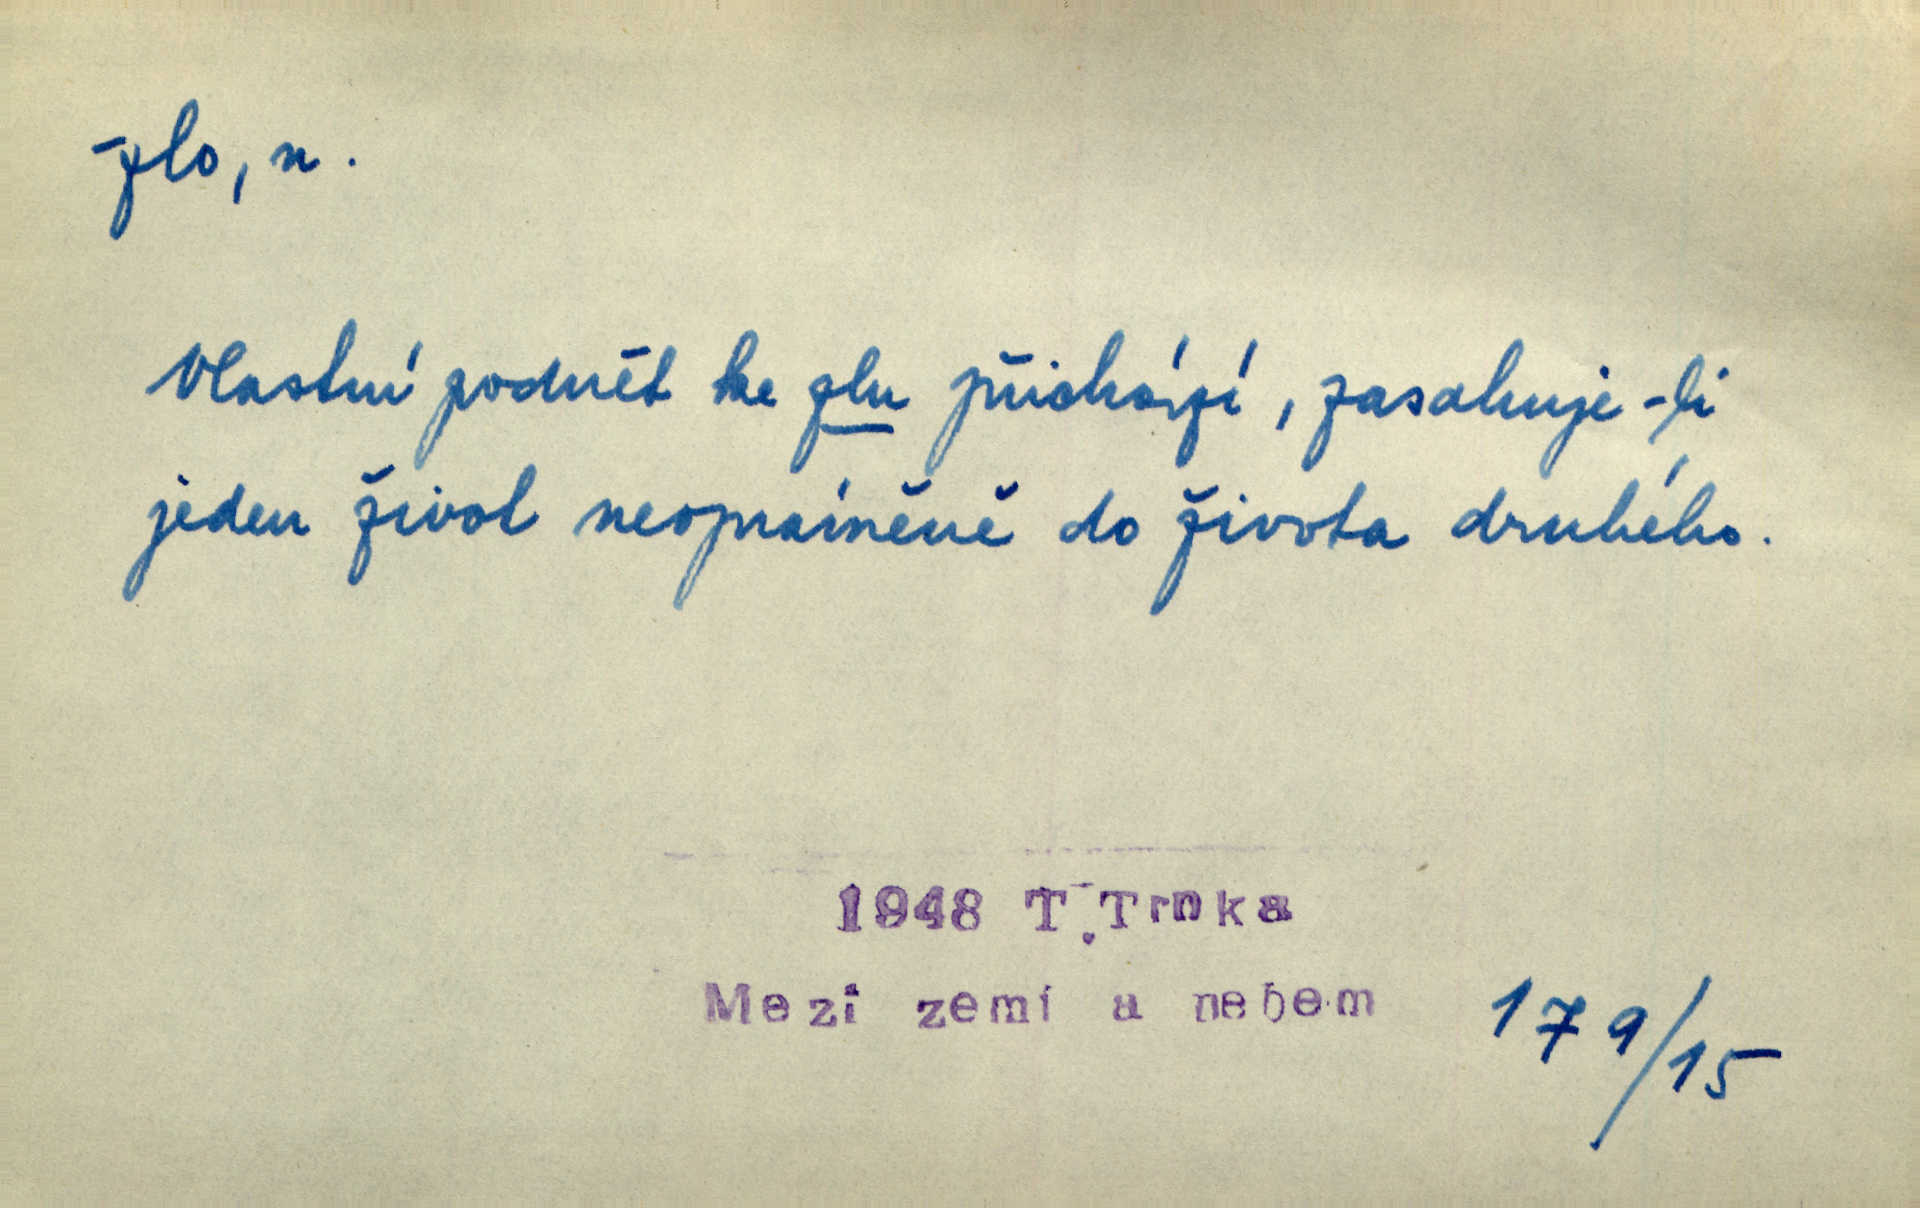 zlo, n.
Vlastní podnět ke zlu přichází, zasahuje-li
jeden život neoprávněně do života druhého.
1948 T.Trnka
Mezi zemí a nebem
179/15